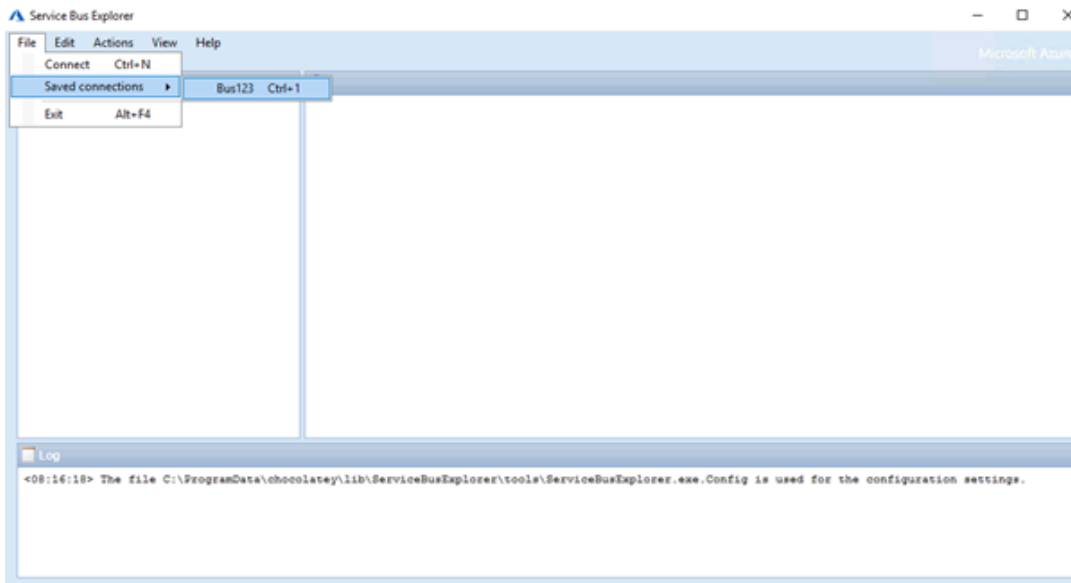 Service Bus Explorer
File Edit Actions View Help
Microsoft Azure
Connect Ctrl+N
Saved connections
Bus123 Ctrl+1
Exit Alt+F4
Log
<08:16:18> The file C:\ProgramData\chocolatey\lib\ServiceBusExplorer\tools\ServiceBusExplorer.exe.Config is used for the configuration settings.